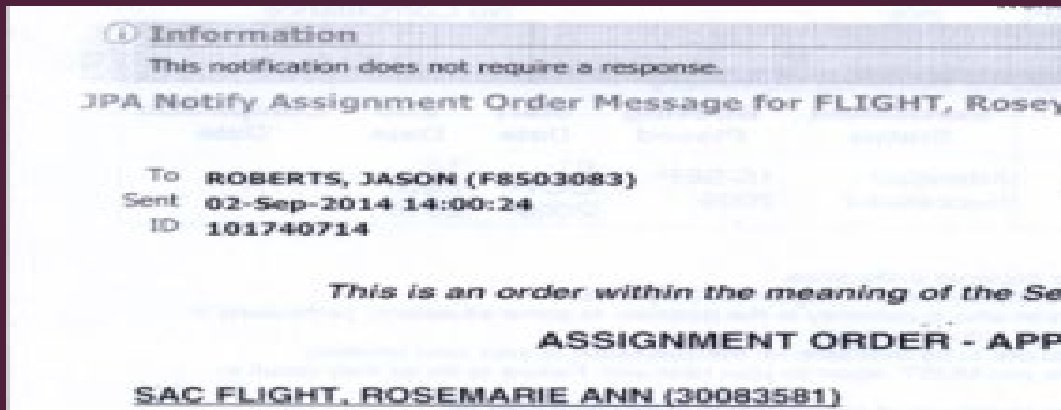 Information
This notification does not require a response.
JPA Notify Assignment Order Message for FLIGHT, Rosey
To ROBERTS, JASON (F8503083)
Sent 02-Sep-2014 14:00:24
ID 101740714
This is an order within the meaning of the Se
ASSIGNMENT ORDER - APP
SAC FLIGHT, ROSEMARIE ANN (30083581)